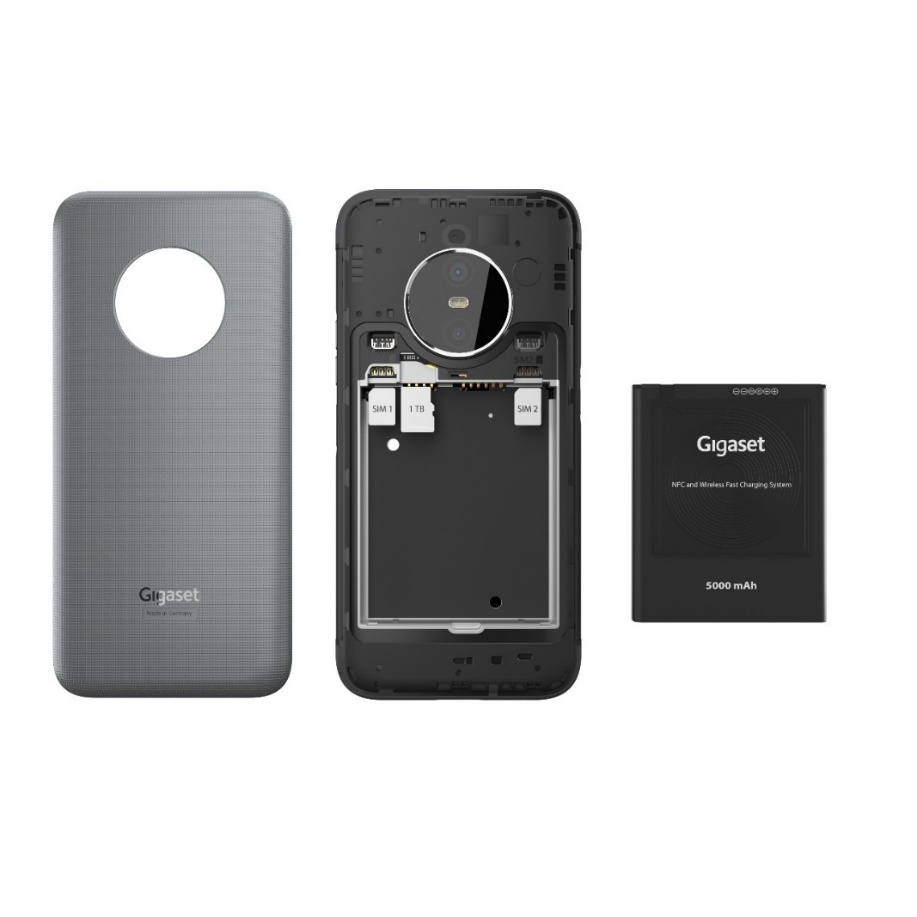 Gigaset
Made in Germany
SIM2
SIM 1
1 TB
SIM 2
Gigaset
NFC and Wireless Fast Charging System
5000 mAh